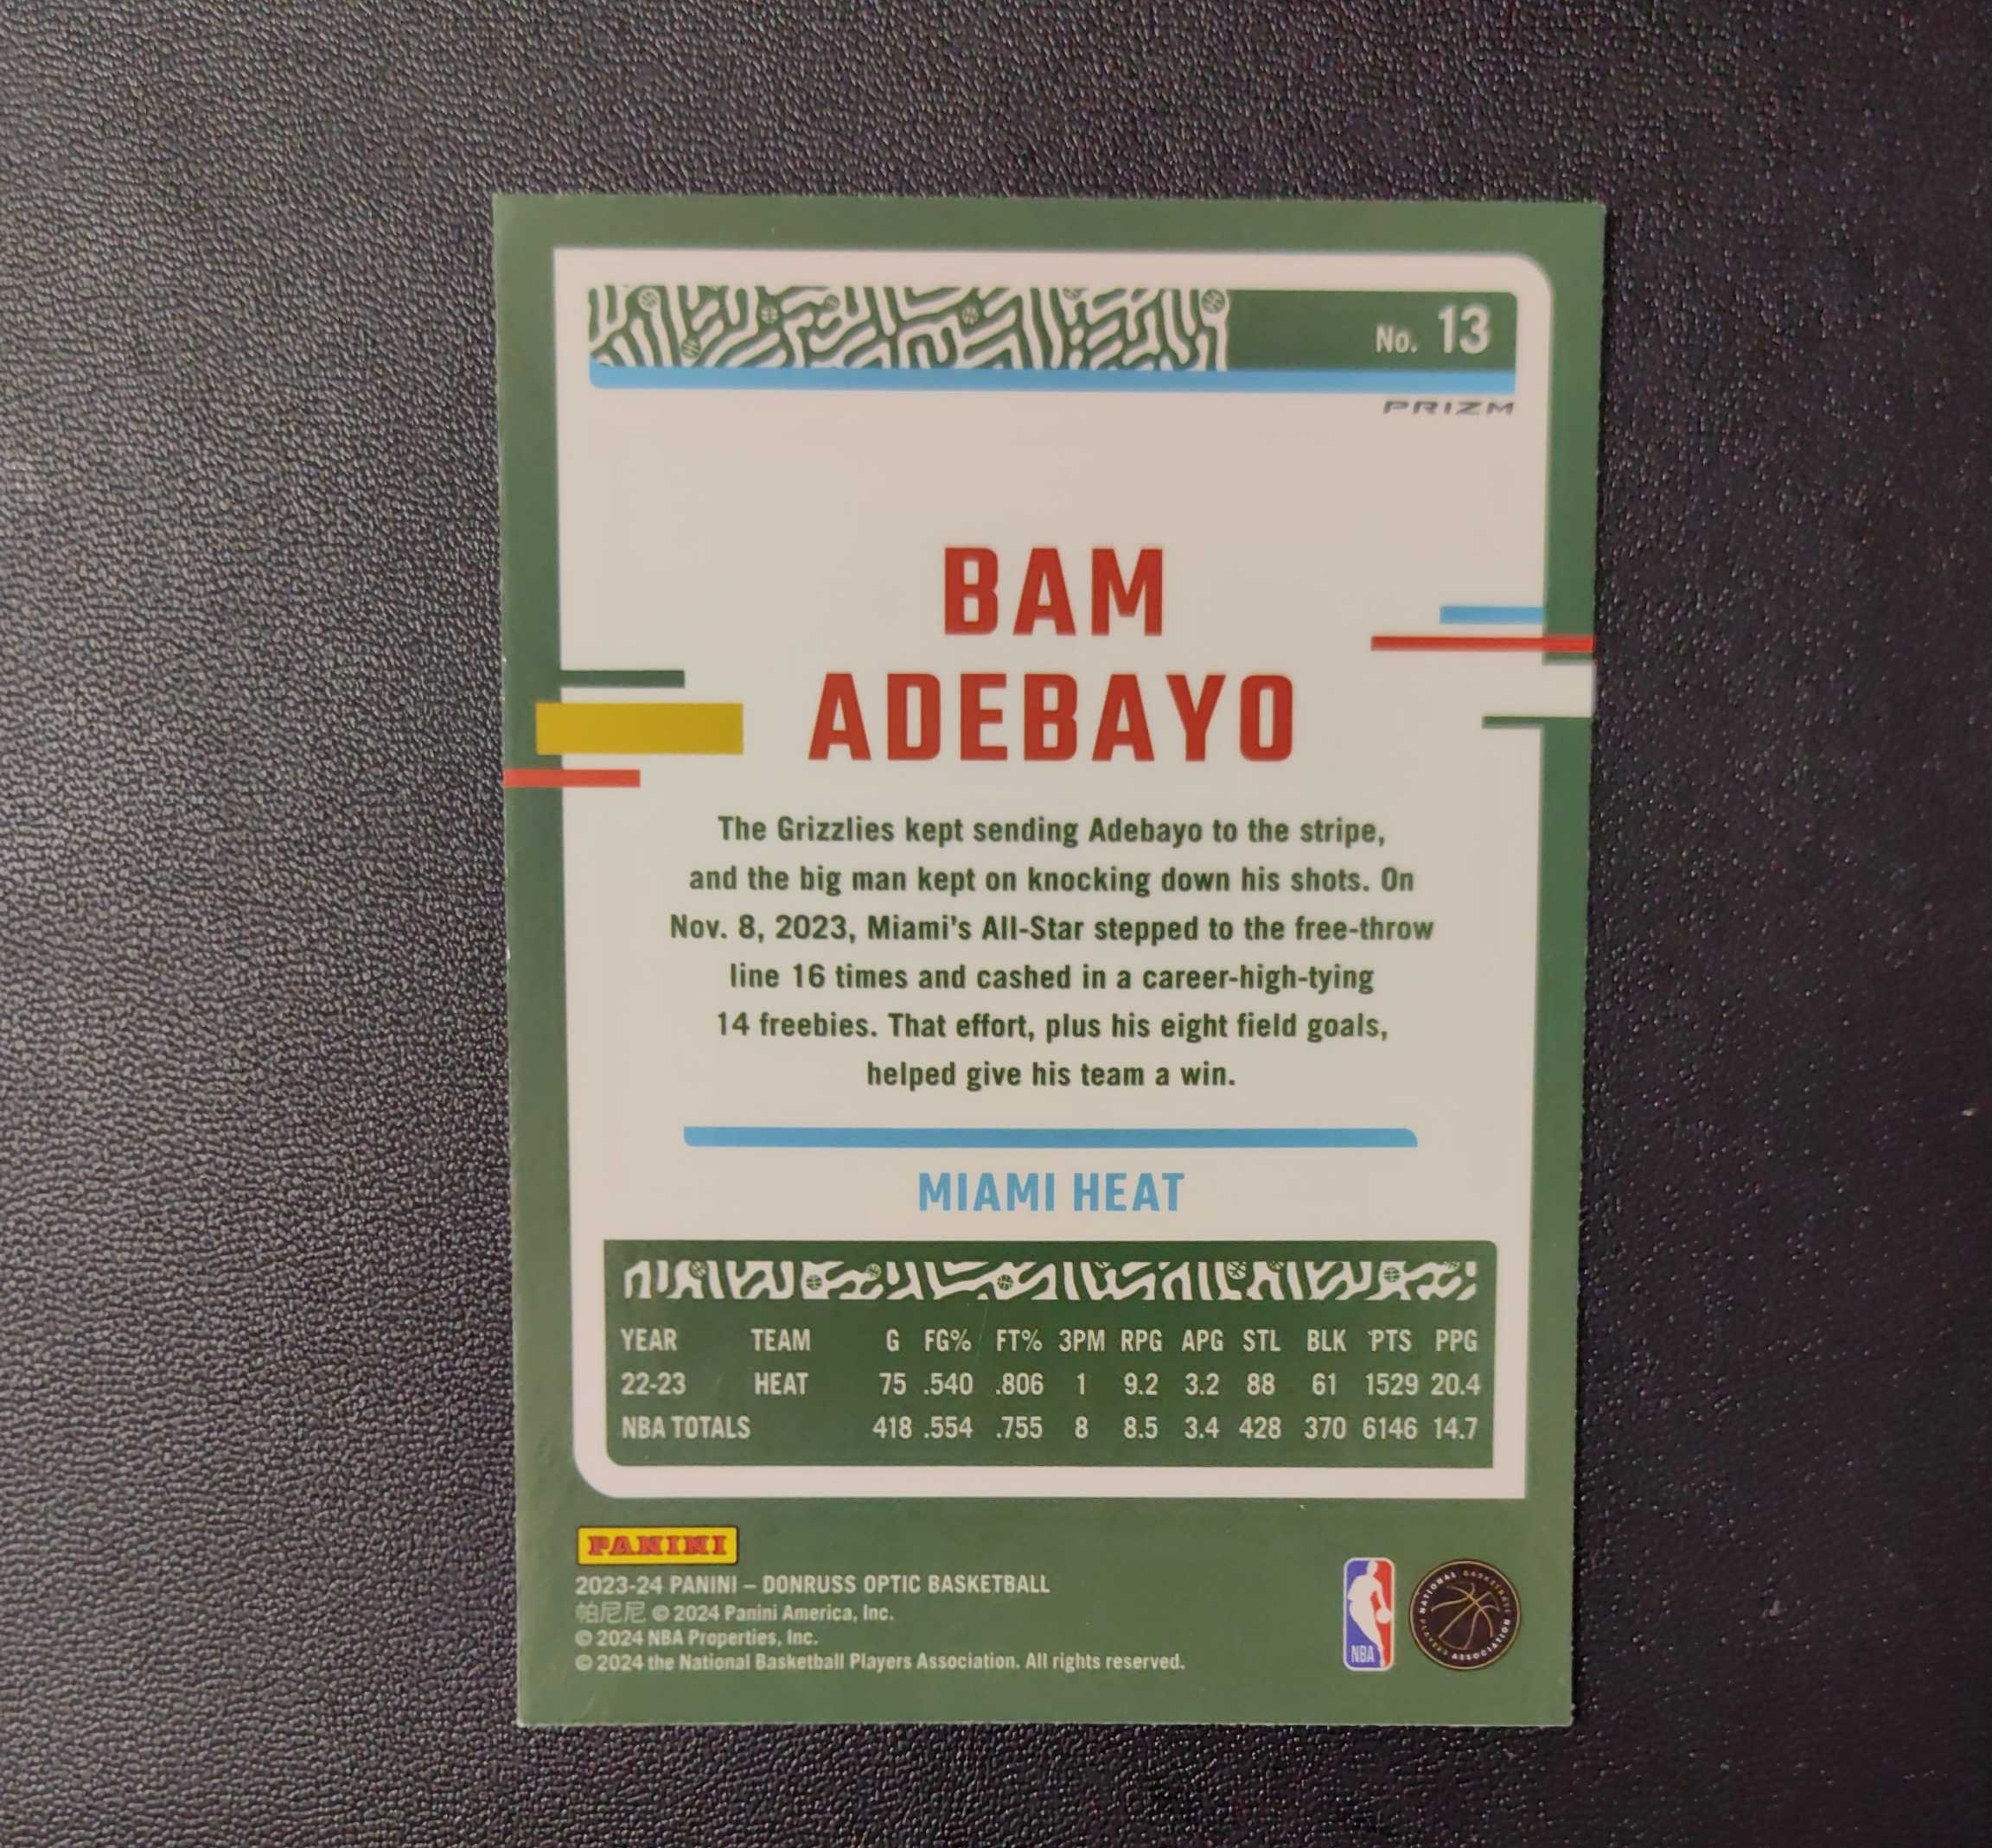 No. 13
PRIZM
BAM
ADEBAYO
The Grizzlies kept sending Adebayo to the stripe,
and the big man kept on knocking down his shots. On
Nov. 8, 2023, Miami's All-Star stepped to the free-throw
line 16 times and cashed in a career-high-tying
14 freebies. That effort, plus his eight field goals,
helped give his team a win.
MIAMI HEAT
YEAR TEAM G FG% FT% 3PM RPG APG STL BLK PTS PPG
22-23 HEAT 75 .540 .806 1 9.2 3.2 88 61 1529 20.4
NBA TOTALS 418 .554 .755 8 8.5 3.4 428 370 6146 14.7
PANINI
2023-24 PANINI – DONRUSS OPTIC BASKETBALL
帕尼尼 © 2024 Panini America, Inc.
© 2024 NBA Properties, Inc.
© 2024 the National Basketball Players Association. All rights reserved.
NBA
NATIONAL BASKETBALL PLAYERS ASSOCIATION